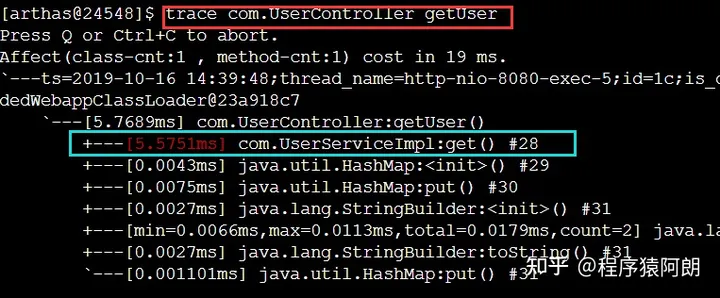 [arthas@24548]$ trace com.UserController getUser
Press Q or Ctrl+C to abort.
Affect(class-cnt:1 , method-cnt:1) cost in 19 ms.
`---ts=2019-10-16 14:39:48;thread_name=http-nio-8080-exec-5;id=1c;is_d
dedWebappClassLoader@23a918c7
`---[5.7689ms] com.UserController:getUser()
+---[5.5751ms] com.UserServiceImpl:get() #28
+---[0.0043ms] java.util.HashMap:<init>() #29
+---[0.0075ms] java.util.HashMap:put() #30
+---[0.0027ms] java.lang.StringBuilder:<init>() #31
+---[min=0.0066ms,max=0.0113ms,total=0.0179ms,count=2] java.la
+---[0.0027ms] java.lang.StringBuilder:toString() #31
`---[0.001101ms] java.util.HashMap:put() #31
知乎 @程序猿阿朗